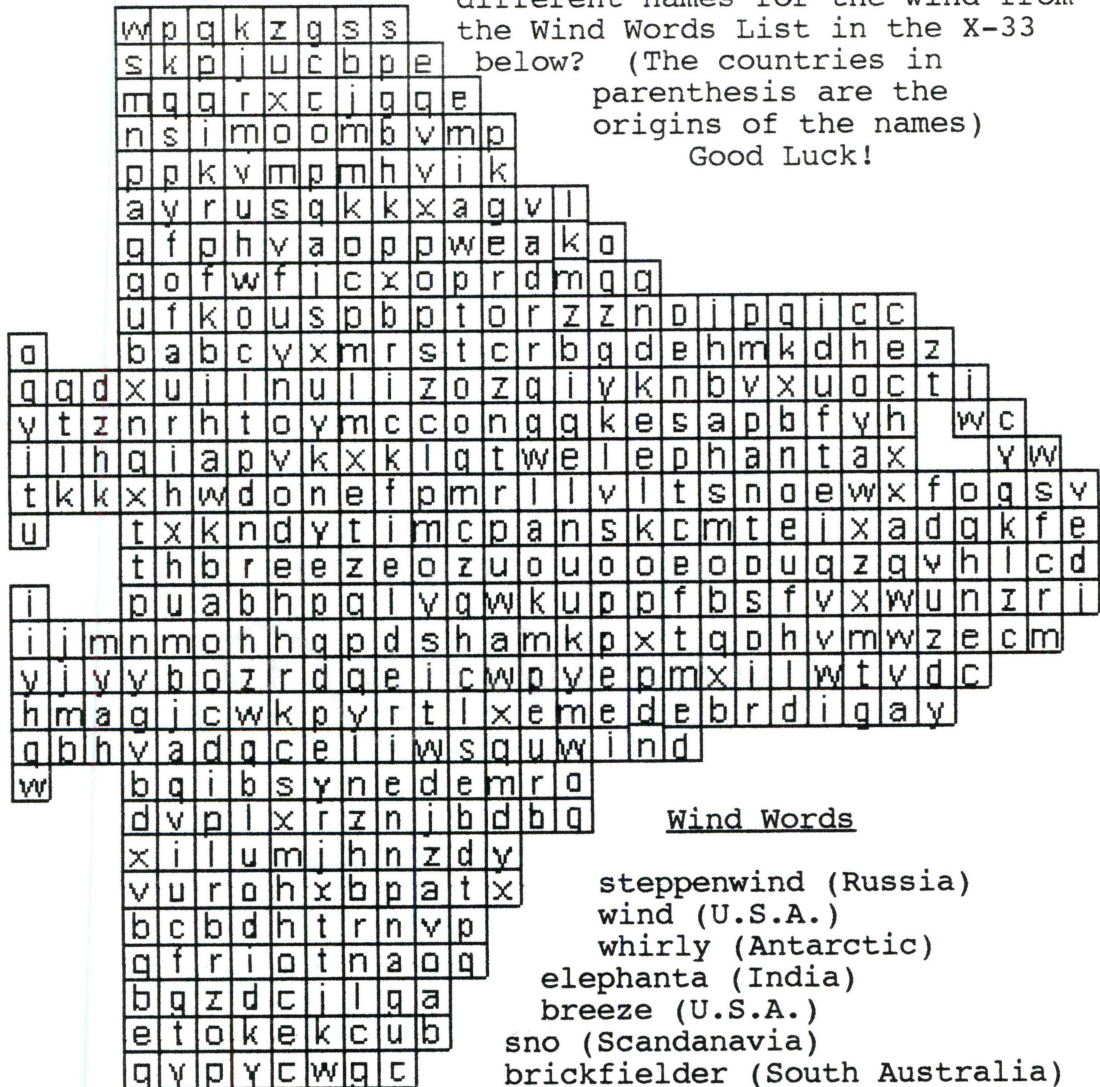 different names for the wind from
the Wind Words List in the X-33
below? (The countries in
parenthesis are the
origins of the names)
Good Luck!
w p q k z g s s
s k p j u c b p e
m q q r x c j g q e
n s i m o o m b v m p
p p k v m p m h v i k
a y r u s q k k x a g v l
g f p h v a o p p w e a k a
g o f w f i c x o p r d m q q
u f k o u s p b p t o r z z n p j p q i c c
a b a b c y x m r s t c r b g d e h m k d h e z
q q d x u i l n u l i z o z q i y k n b v x u a c t j
y t z n r h t o y m c c o n g g k e s a p b f y h w c
i l h q i a p v k x k l q t w e l e p h a n t a x y w
t k k x h w d o n e f p m r l l v l t s n a e w x f o g s v
u t x k n d y t i m c p a n s k c m t e j x a d q k f e
t h b r e e z e o z u o u o o e o p u q z q v h l c d
i p u a b h p q l y g w k u p p f b s f v x w u n z r i
i j m n m o h h q p d s h a m k p x t q p h v m w z e c m
y j y y b o z r d q e i c w p y e p m x i l w t v d c
h m a g j c w k p y r t l x e m e d e b r d i g a y
q b h v a d q c e l j w s q u w i n d
w b q i b s y n e d e m r a
d v p l x r z n j b d b q
x i l u m j h n z d y
v u r o h x b p a t x
b c b d h t r n v p
q f r i o t n a o q
b g z d c j l g a
e t o k e k c u b
q y p y c w g c
Wind Words
steppenwind (Russia)
wind (U.S.A.)
whirly (Antarctic)
elephanta (India)
breeze (U.S.A.)
sno (Scandanavia)
brickfielder (South Australia)